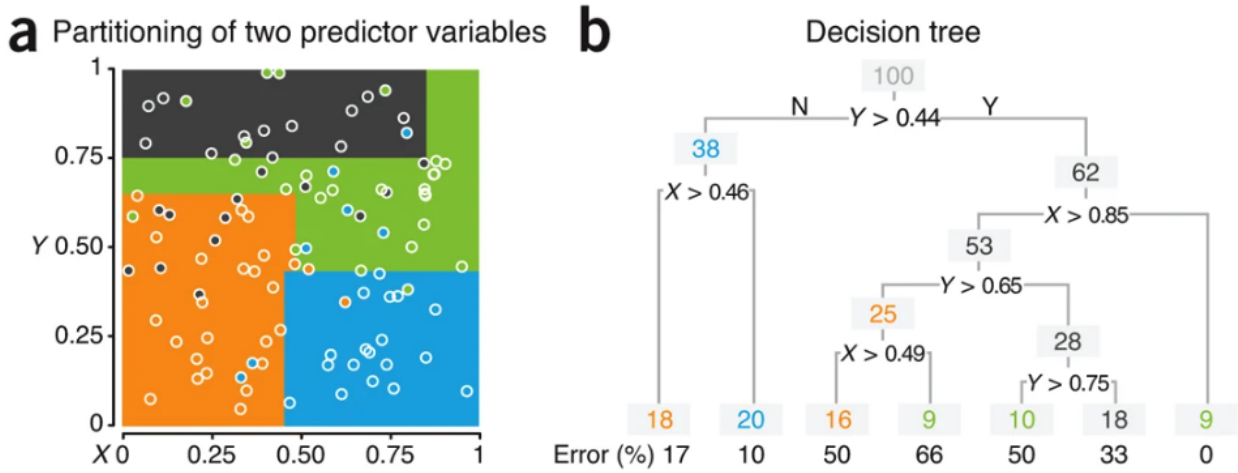 a Partitioning of two predictor variables
1
0.75
Y 0.50
0.25
0
X 0 0.25 0.50 0.75 1
b Decision tree
100
N Y > 0.44 Y
38
62
X > 0.46
X > 0.85
53
Y > 0.65
25
28
X > 0.49
Y > 0.75
18 20 16 9 10 18 9
Error (%) 17 10 50 66 50 33 0